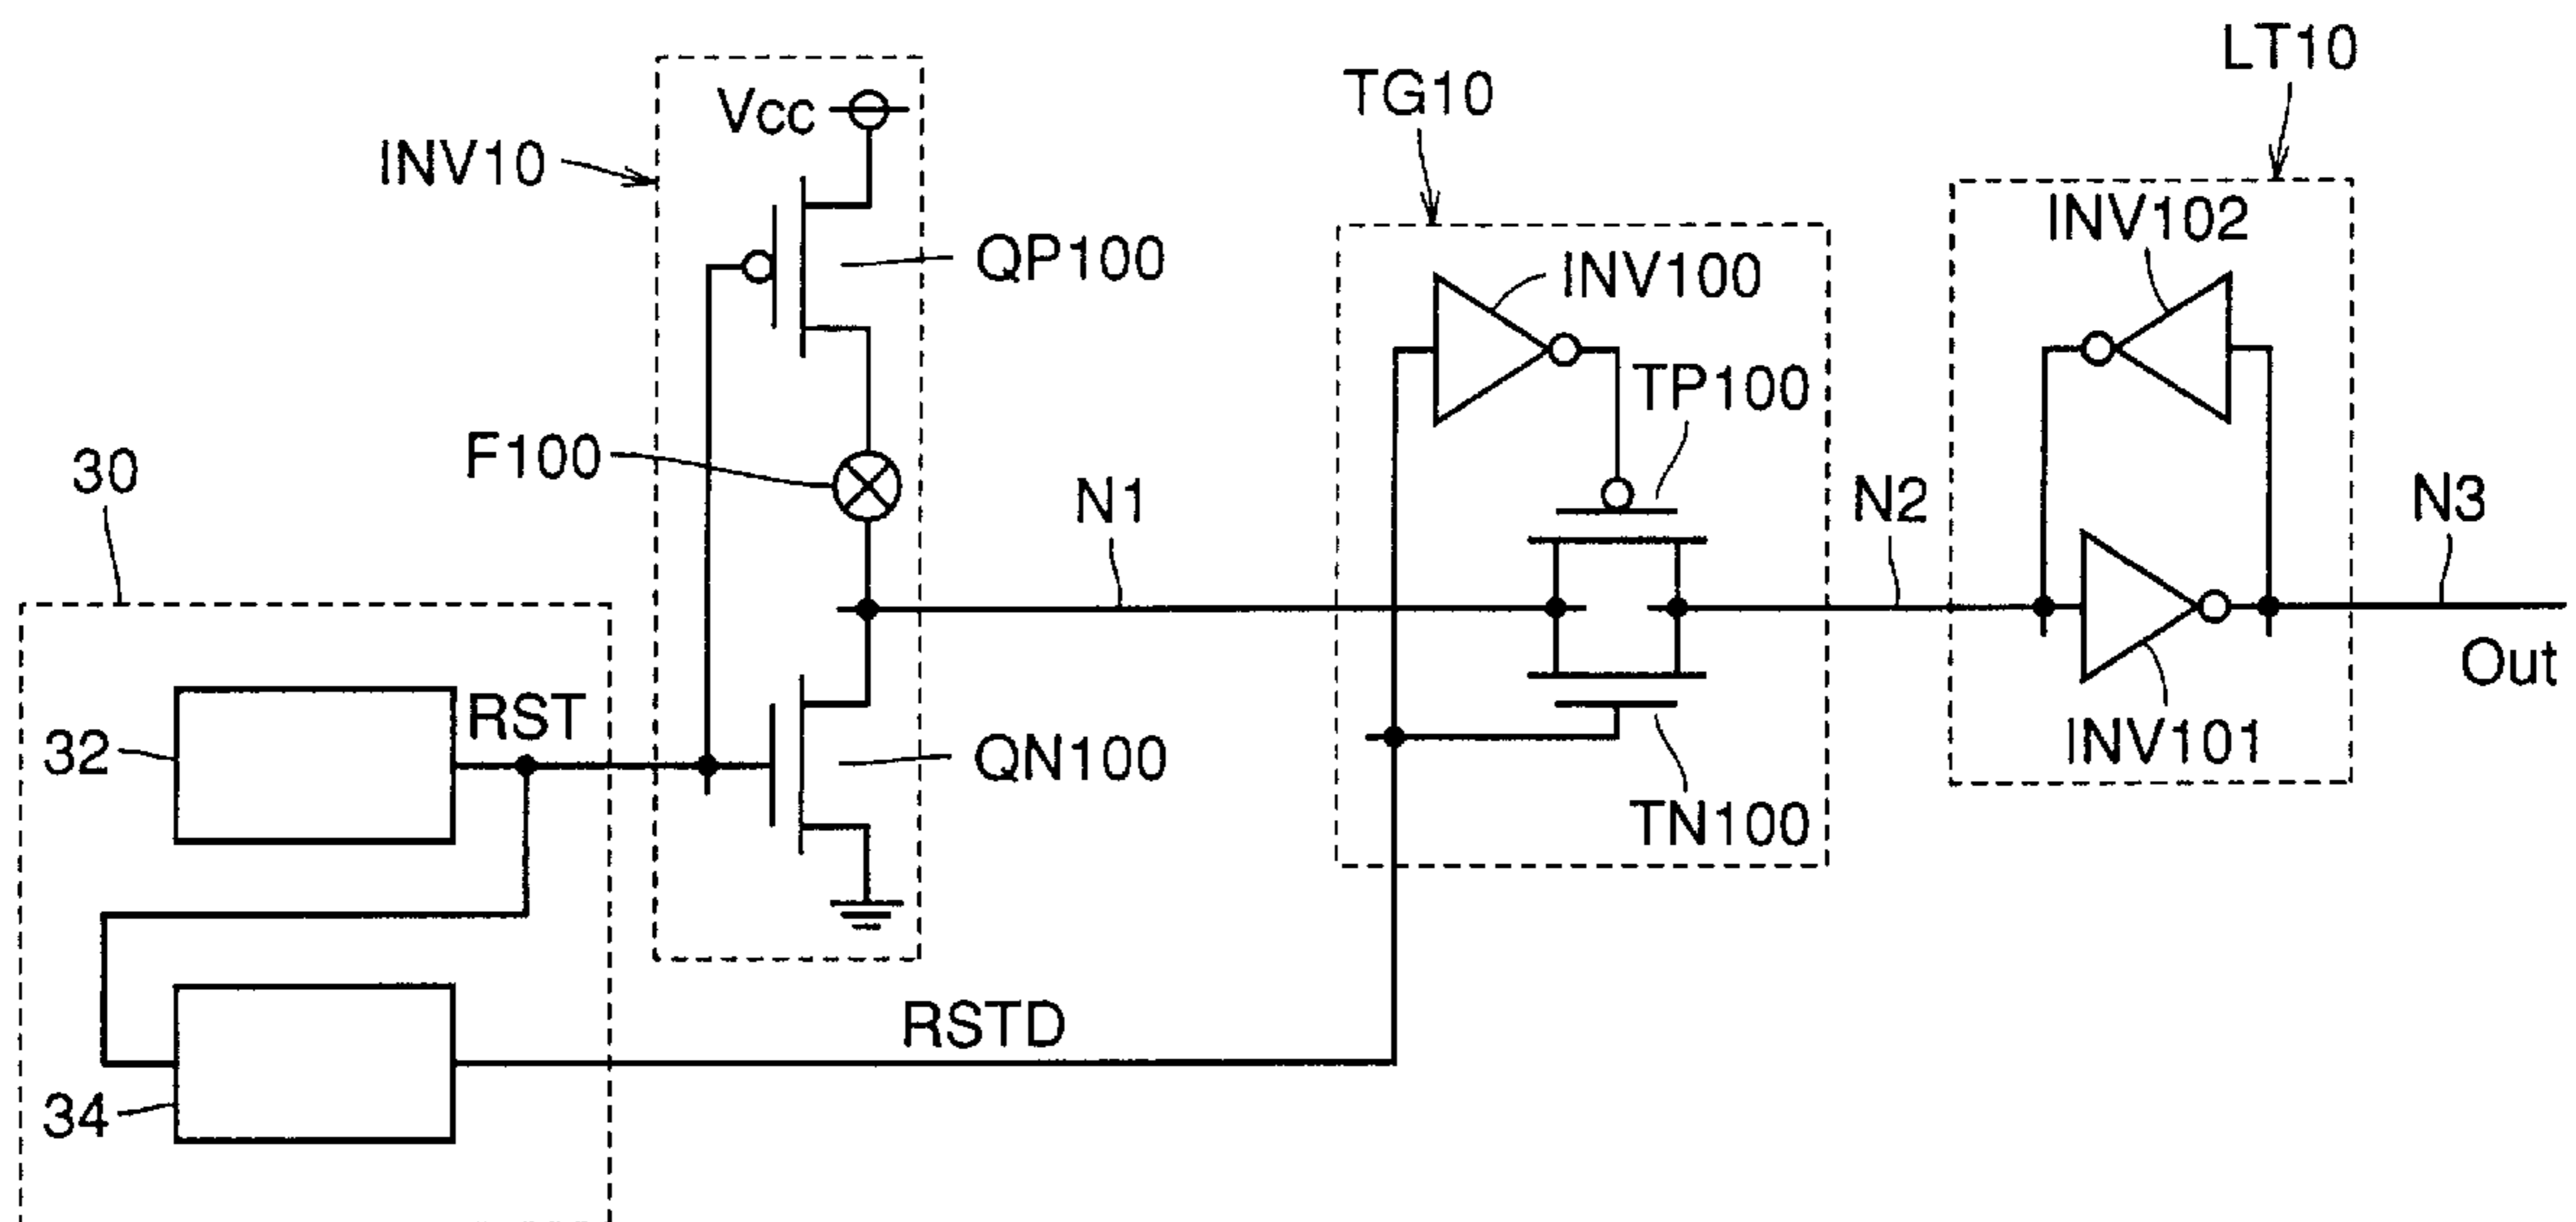 LT10
TG10
VCC
INV10
INV102
QP100
INV100
TP100
F100
30
N1
N2
N3
RST
Out
32
QN100
INV101
TN100
RSTD
34